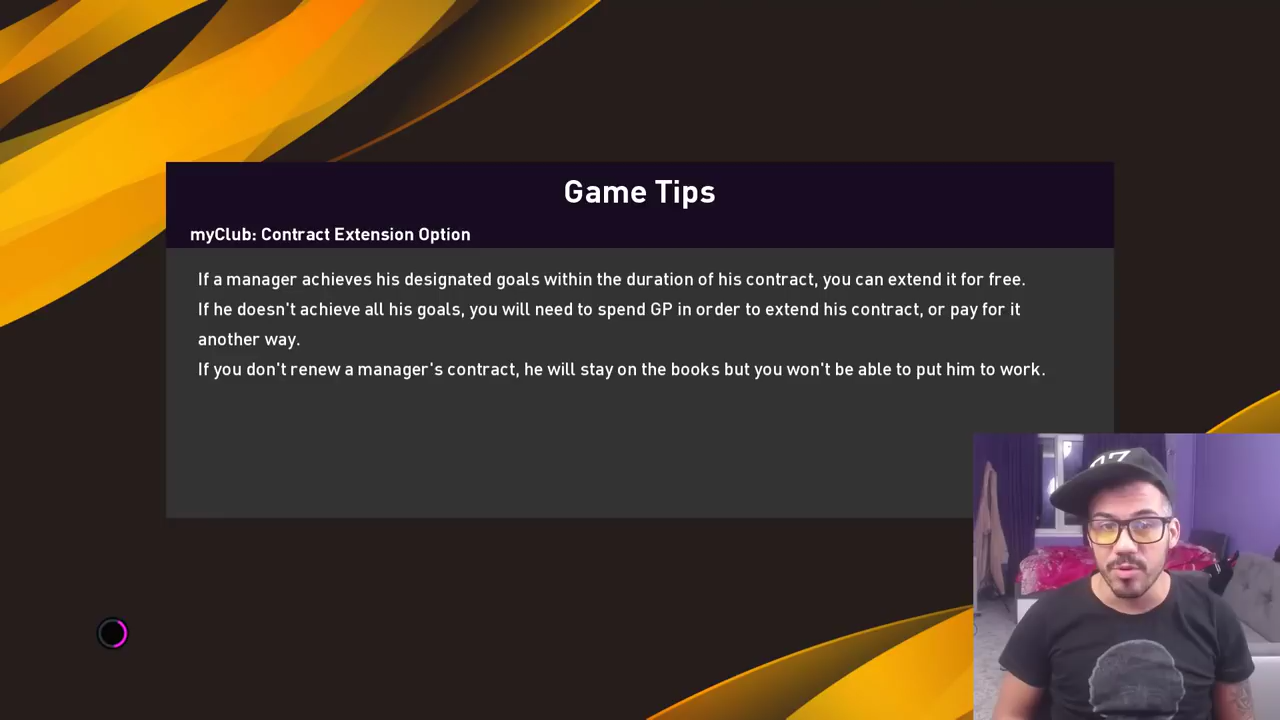 Game Tips
myClub: Contract Extension Option
If a manager achieves his designated goals within the duration of his contract, you can extend it for free.
If he doesn't achieve all his goals, you will need to spend GP in order to extend his contract, or pay for it
another way.
If you don't renew a manager's contract, he will stay on the books but you won't be able to put him to work.